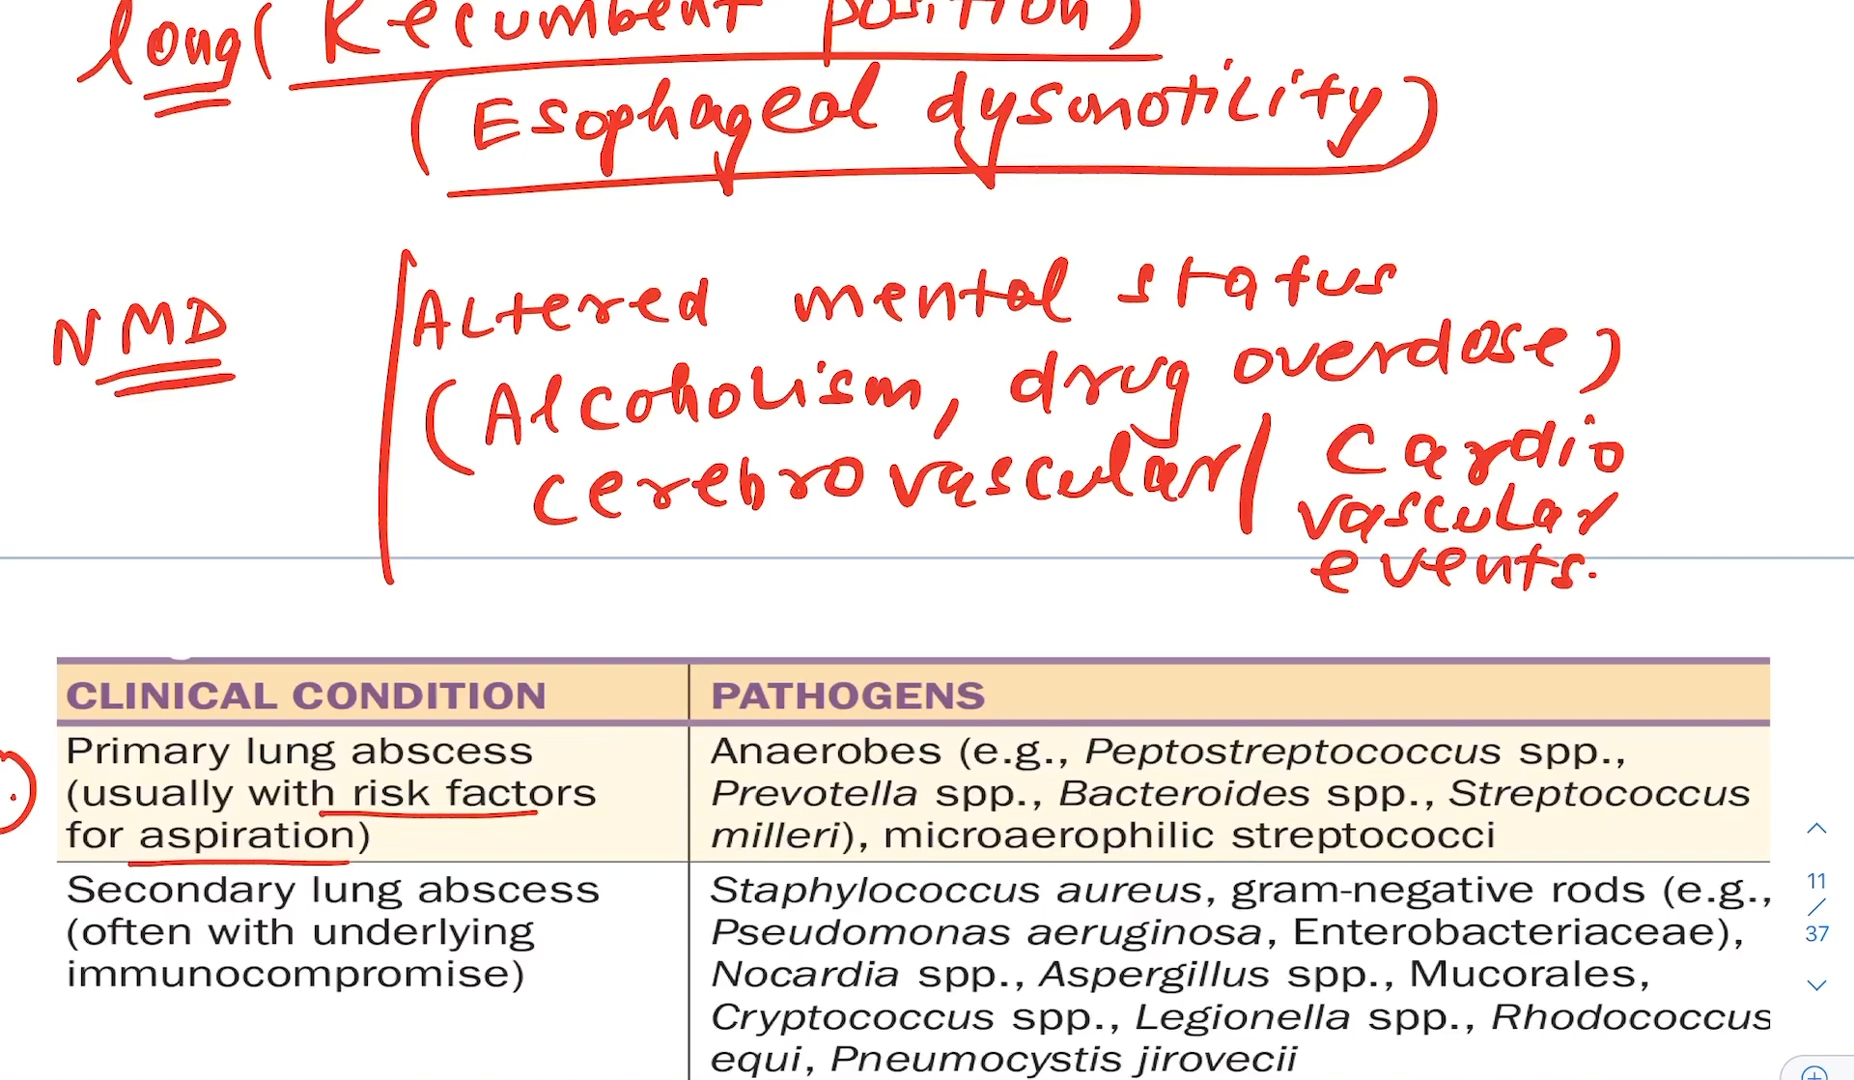 long( Recumbent position)
(Esophageal dysmotility)
NMD
Altered mental status
(Alcoholism, drug overdose)
cerebrovascular/ Cardio
vascular
events.
CLINICAL CONDITION PATHOGENS
Primary lung abscess Anaerobes (e.g., Peptostreptococcus spp.,
(usually with risk factors Prevotella spp., Bacteroides spp., Streptococcus
for aspiration) milleri), microaerophilic streptococci
Secondary lung abscess Staphylococcus aureus, gram-negative rods (e.g.,
(often with underlying Pseudomonas aeruginosa, Enterobacteriaceae),
immunocompromise) Nocardia spp., Aspergillus spp., Mucorales,
Cryptococcus spp., Legionella spp., Rhodococcus
equi, Pneumocystis jirovecii
11
/
37